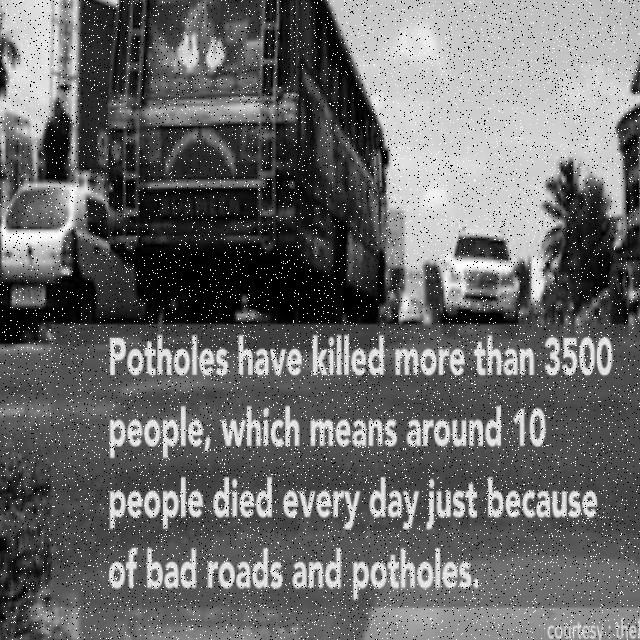 Potholes have killed more than 3500
people, which means around 10
people died every day just because
of bad roads and potholes.
courtesy : the